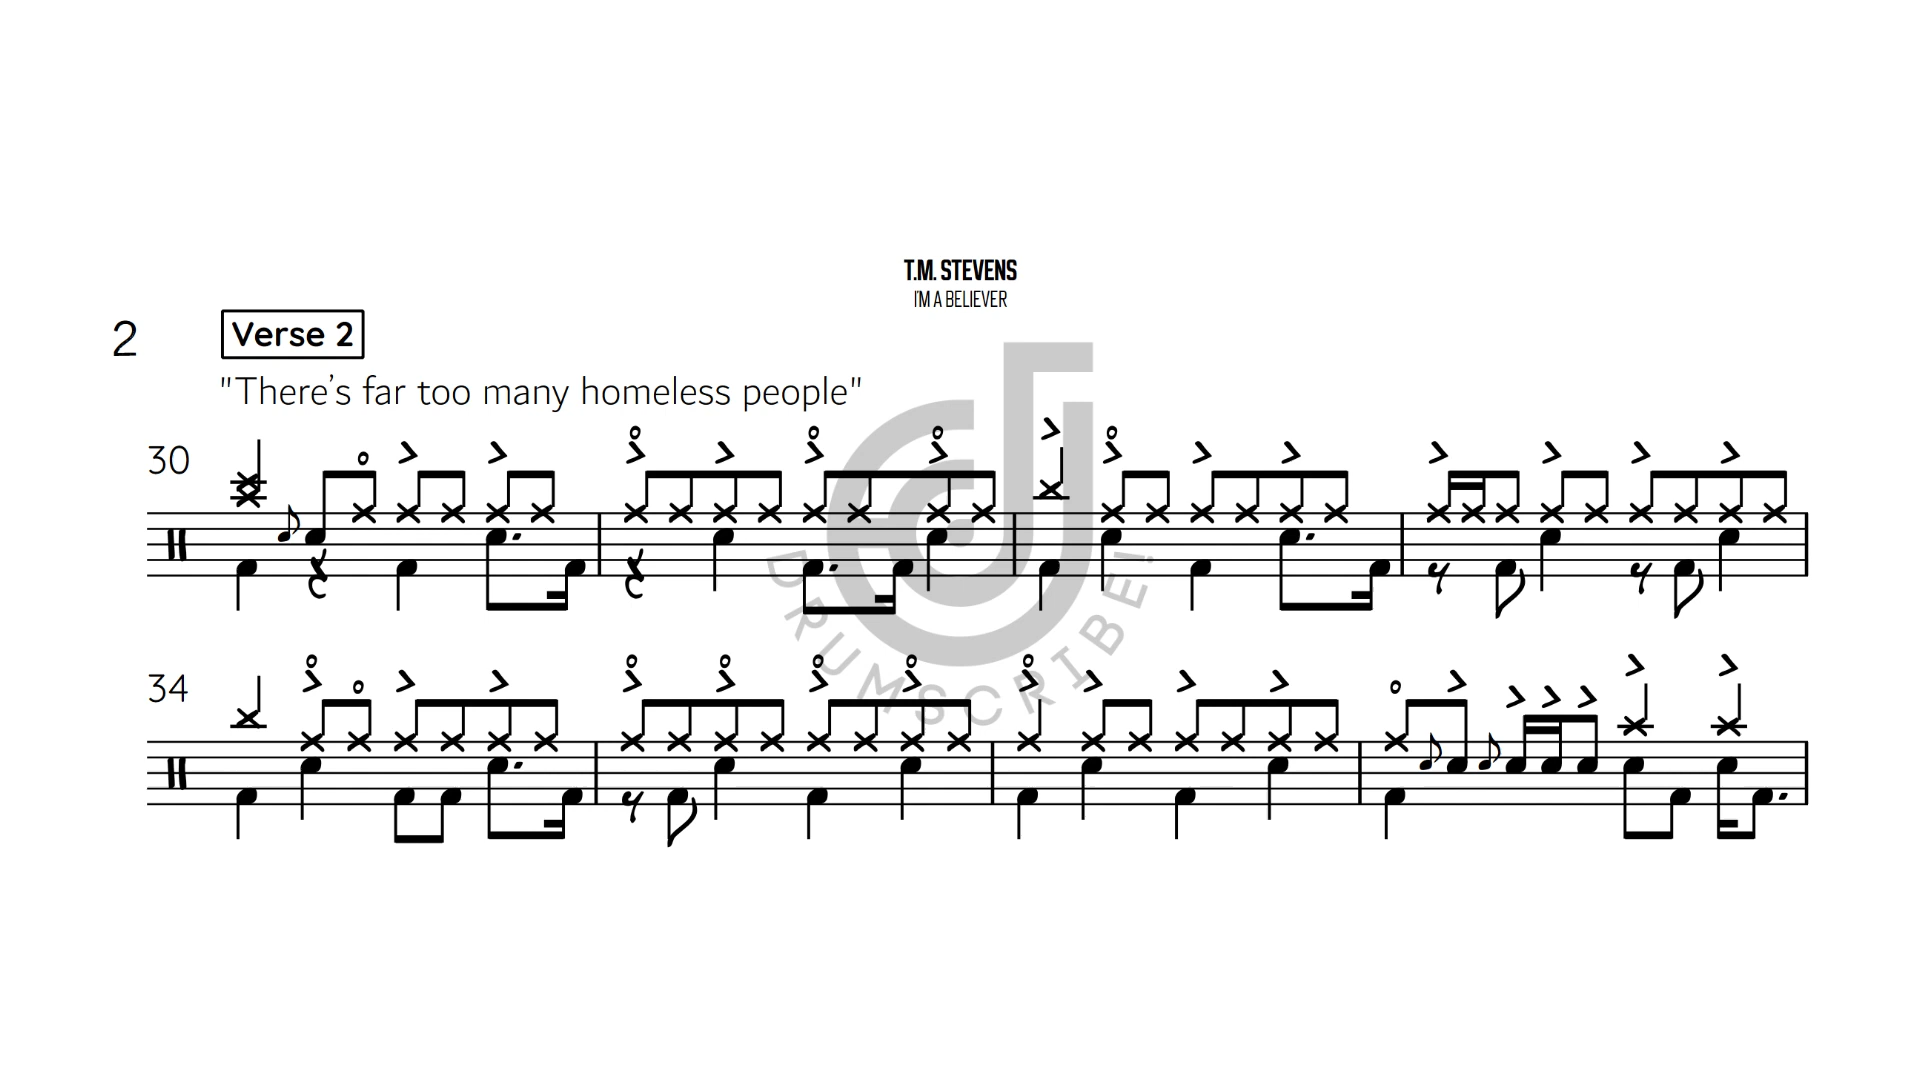 T.M. STEVENS
I'M A BELIEVER
2
Verse 2
"There's far too many homeless people"
30
34
DRUMSCRIBE!